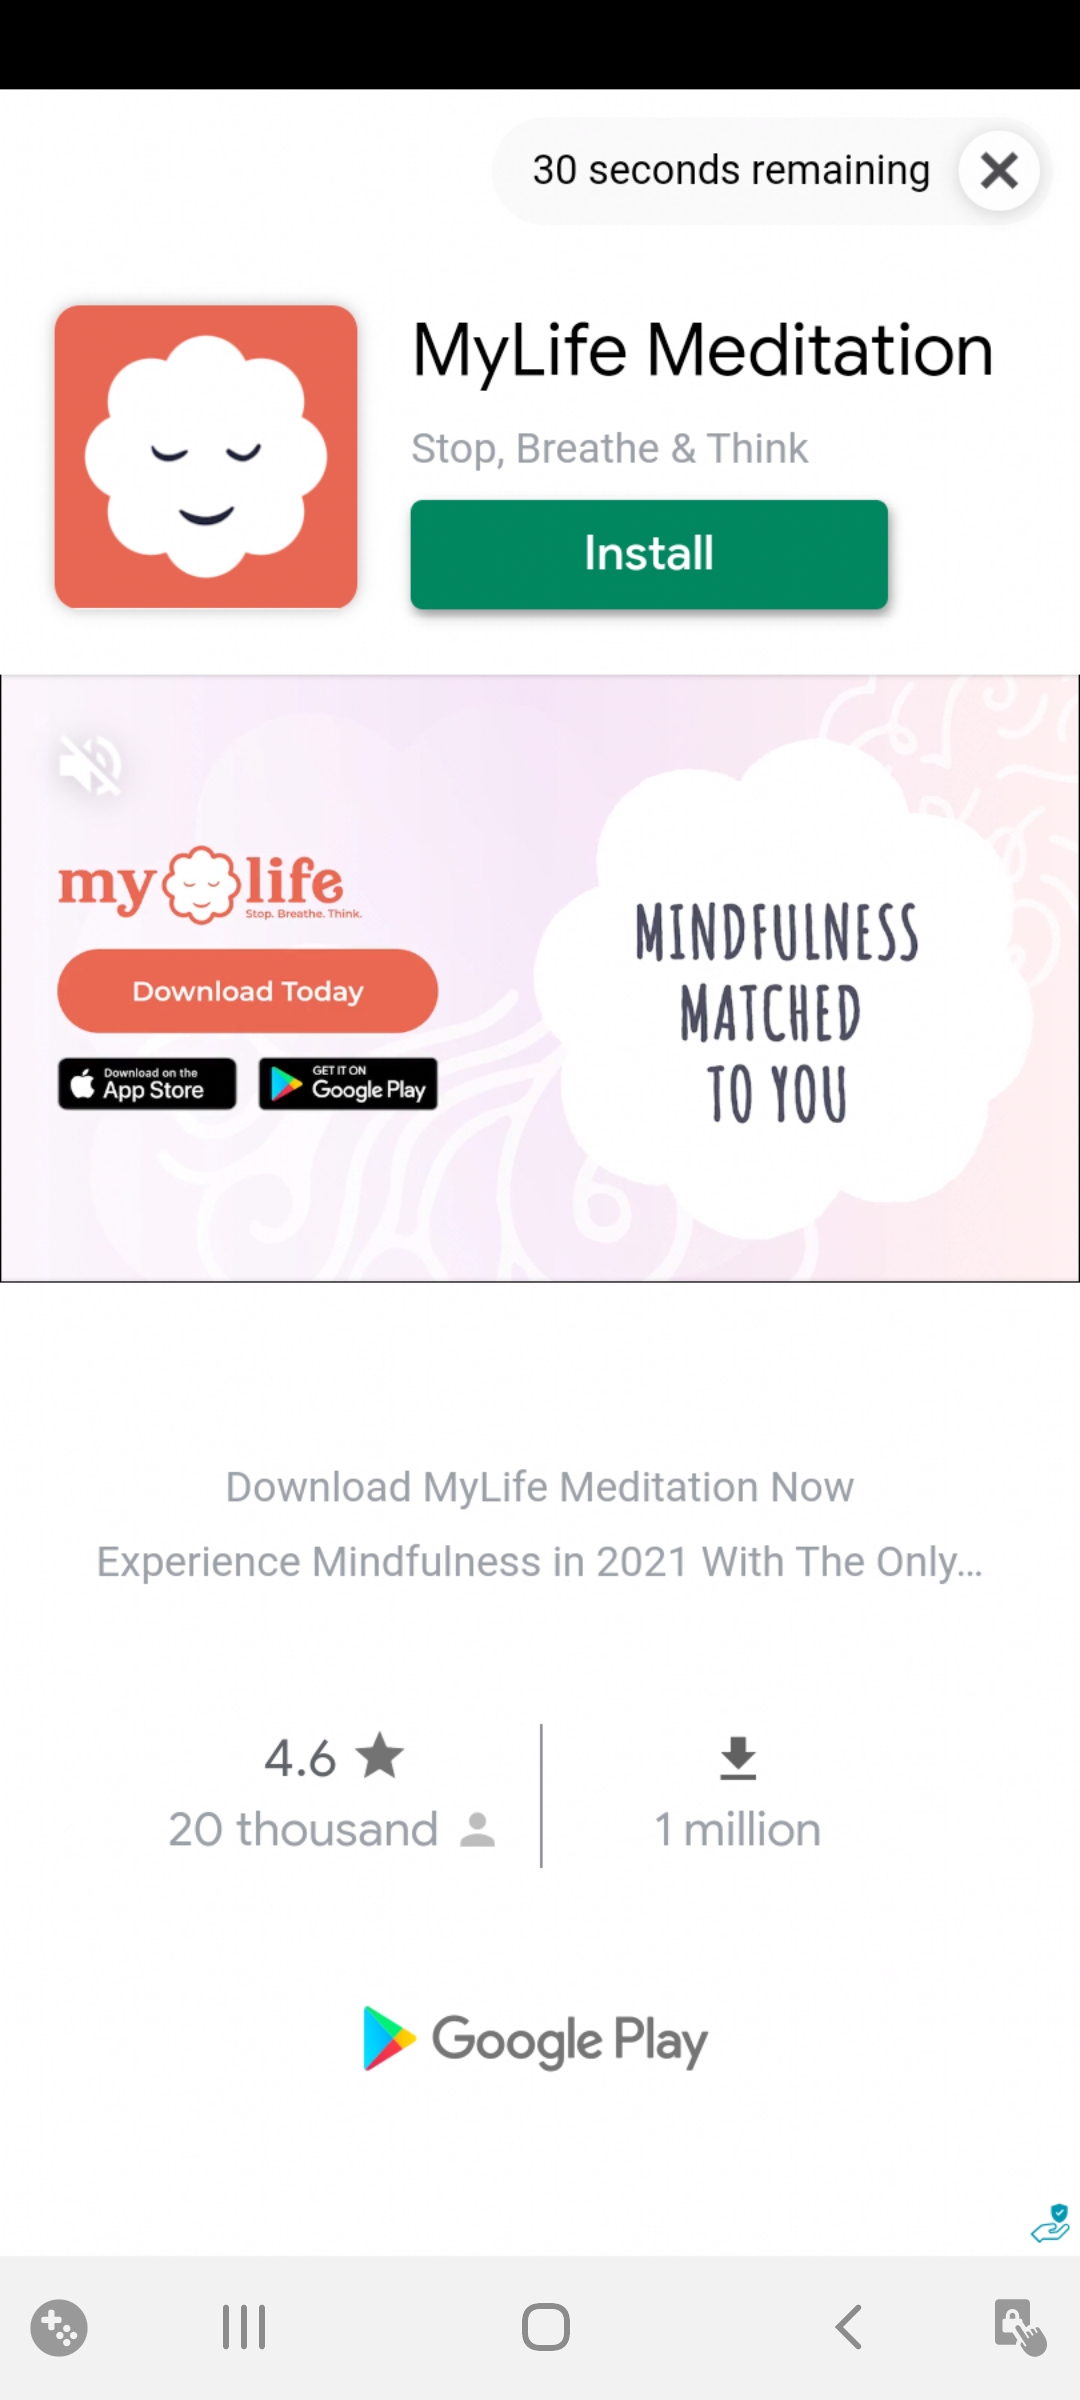 30 seconds remaining
MyLife Meditation
Stop, Breathe & Think
Install
my life
Stop. Breathe. Think.
Download Today
Download on the
App Store
GET IT ON
Google Play
MINDFULNESS
MATCHED
TO YOU
Download MyLife Meditation Now
Experience Mindfulness in 2021 With The Only...
4.6
20 thousand
1 million
Google Play